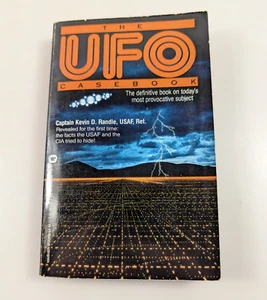 THE
UFO
CASEBOOK
The definitive book on today's
most provocative subject
Captain Kevin D. Randle, USAF, Ret.
Revealed for the first time:
the facts the USAF and the
CIA tried to hide!